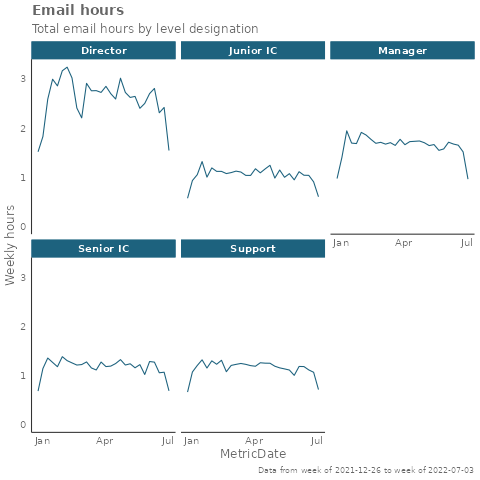 Email hours
Total email hours by level designation
Director
Junior IC
Manager
3
2
1
0
Jan
Apr
Jul
Weekly hours
Senior IC
Support
3
2
1
0
Jan
Apr
Jul
Jan
Apr
Jul
MetricDate
Data from week of 2021-12-26 to week of 2022-07-03